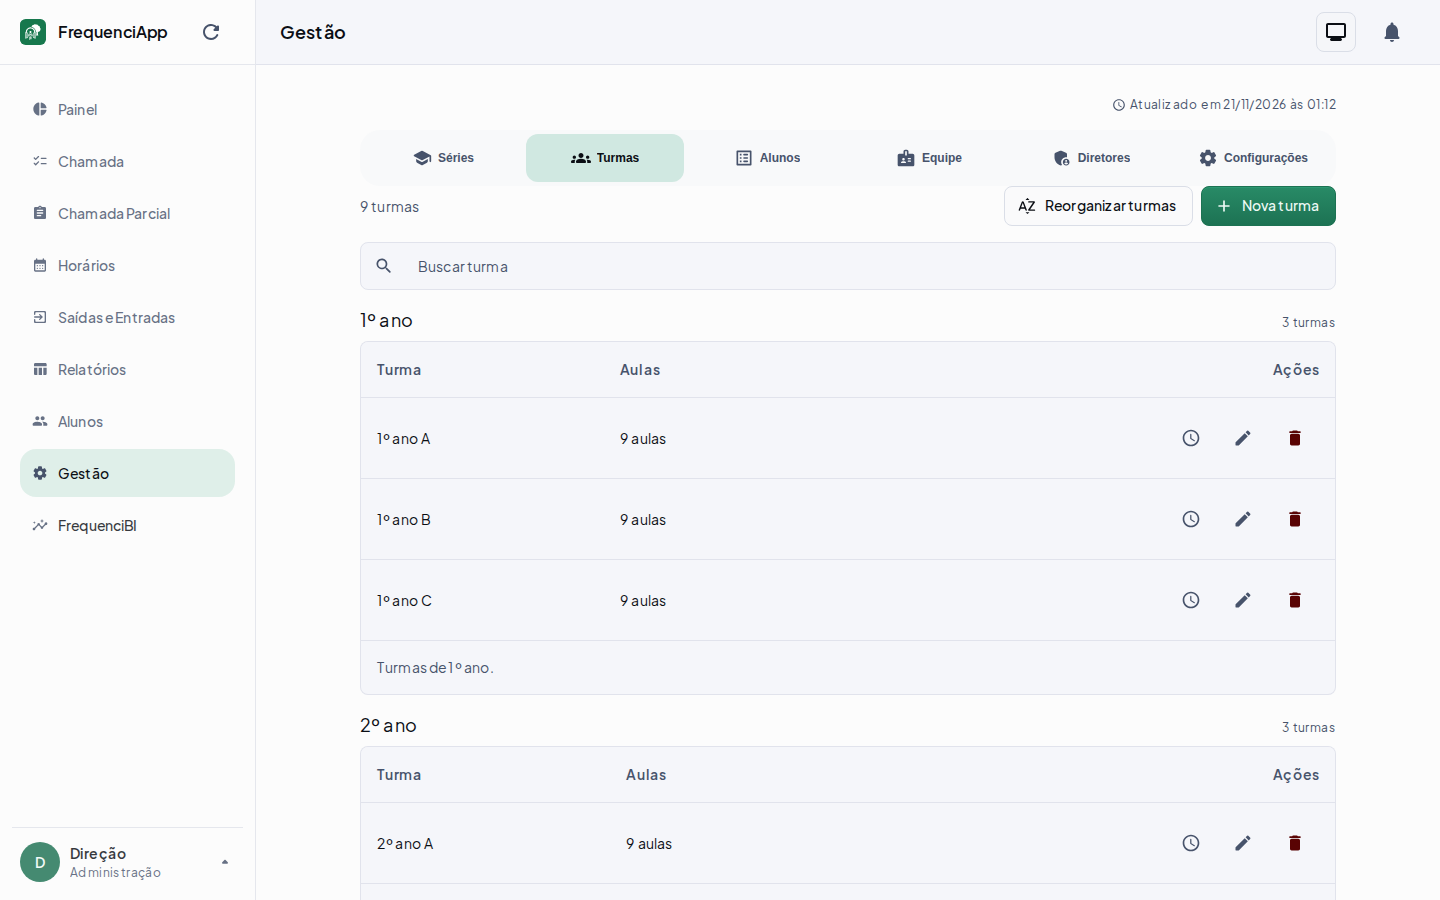 FrequenciApp
Gestão
Painel
Chamada
Chamada Parcial
Horários
Saídas e Entradas
Relatórios
Alunos
Gestão
FrequenciBI
D
Direção
Administração
Atualizado em 21/11/2026 às 01:12
Séries
Turmas
Alunos
Equipe
Diretores
Configurações
9 turmas
Reorganizar turmas
Nova turma
Buscar turma
1º ano
3 turmas
Turma Aulas Ações
1º ano A 9 aulas
1º ano B 9 aulas
1º ano C 9 aulas
Turmas de 1º ano.
2º ano
3 turmas
Turma Aulas Ações
2º ano A 9 aulas